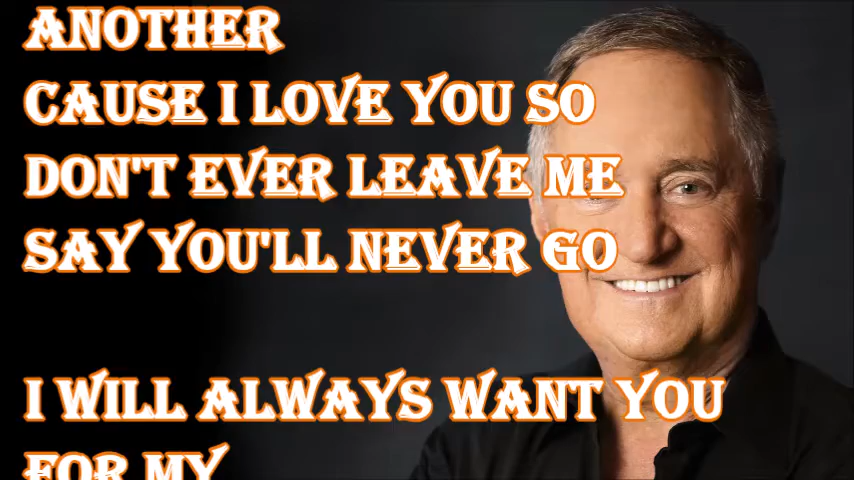 ANOTHER
CAUSE I LOVE YOU SO
DON'T EVER LEAVE ME
SAY YOU'LL NEVER GO
I WILL ALWAYS WANT YOU
FOR MY